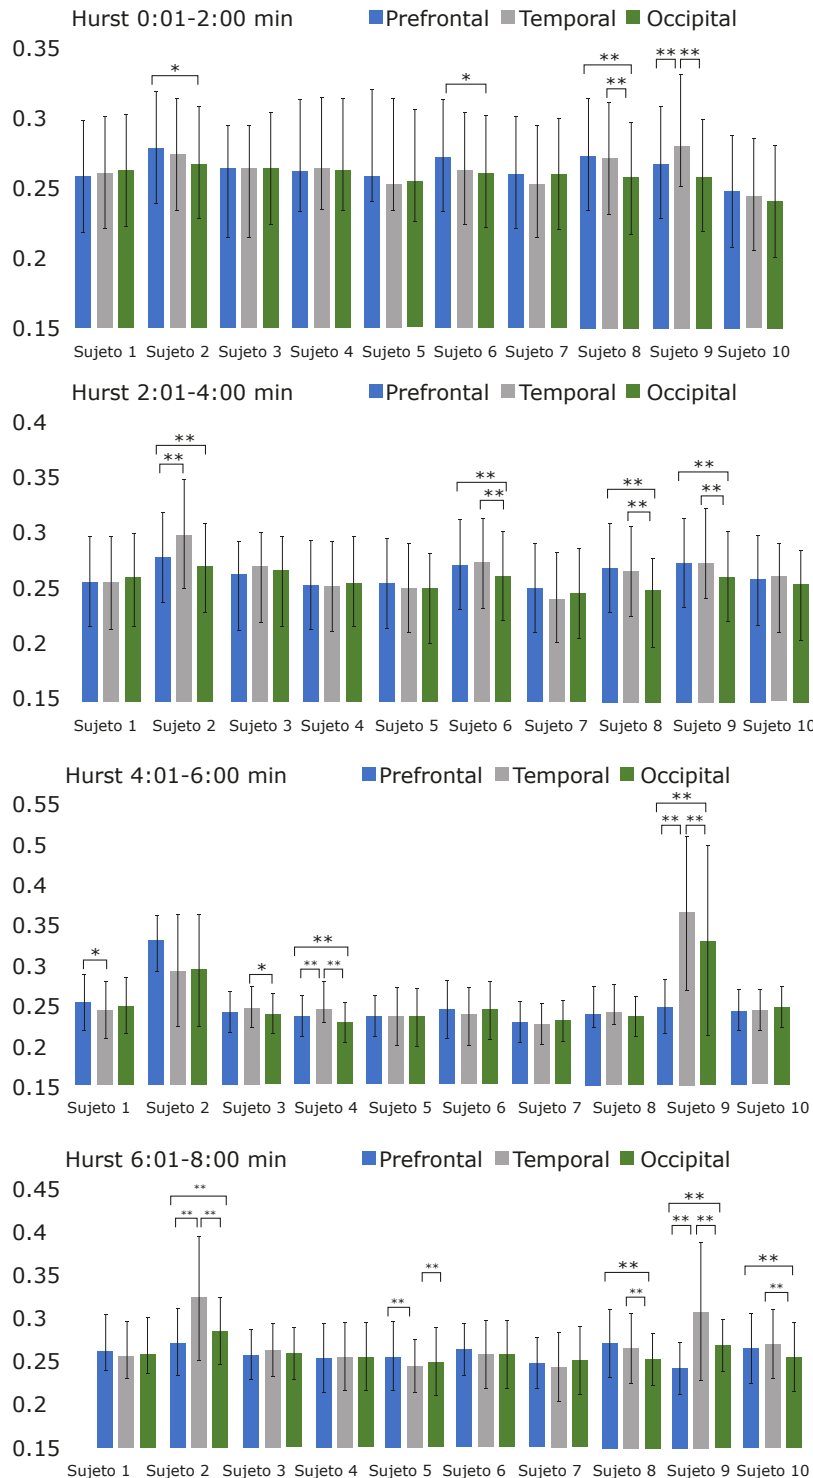 Hurst 0:01-2:00 min Prefrontal Temporal Occipital
0.35
** ** **
* * **
0.3
0.25
0.2
0.15
Sujeto 1 Sujeto 2 Sujeto 3 Sujeto 4 Sujeto 5 Sujeto 6 Sujeto 7 Sujeto 8 Sujeto 9 Sujeto 10
Hurst 2:01-4:00 min Prefrontal Temporal Occipital
0.4
** ** ** **
0.35
** ** ** **
0.3
0.25
0.2
0.15
Sujeto 1 Sujeto 2 Sujeto 3 Sujeto 4 Sujeto 5 Sujeto 6 Sujeto 7 Sujeto 8 Sujeto 9 Sujeto 10
Hurst 4:01-6:00 min Prefrontal Temporal Occipital
0.55
**
** **
0.5
0.45
0.4
0.35
0.3
* * ** ** **
0.25
0.2
0.15
Sujeto 1 Sujeto 2 Sujeto 3 Sujeto 4 Sujeto 5 Sujeto 6 Sujeto 7 Sujeto 8 Sujeto 9 Sujeto 10
Hurst 6:01-8:00 min Prefrontal Temporal Occipital
0.45
** **
** ** ** **
0.4
0.35
** ** **
** ** ** **
0.3
0.25
0.2
0.15
Sujeto 1 Sujeto 2 Sujeto 3 Sujeto 4 Sujeto 5 Sujeto 6 Sujeto 7 Sujeto 8 Sujeto 9 Sujeto 10